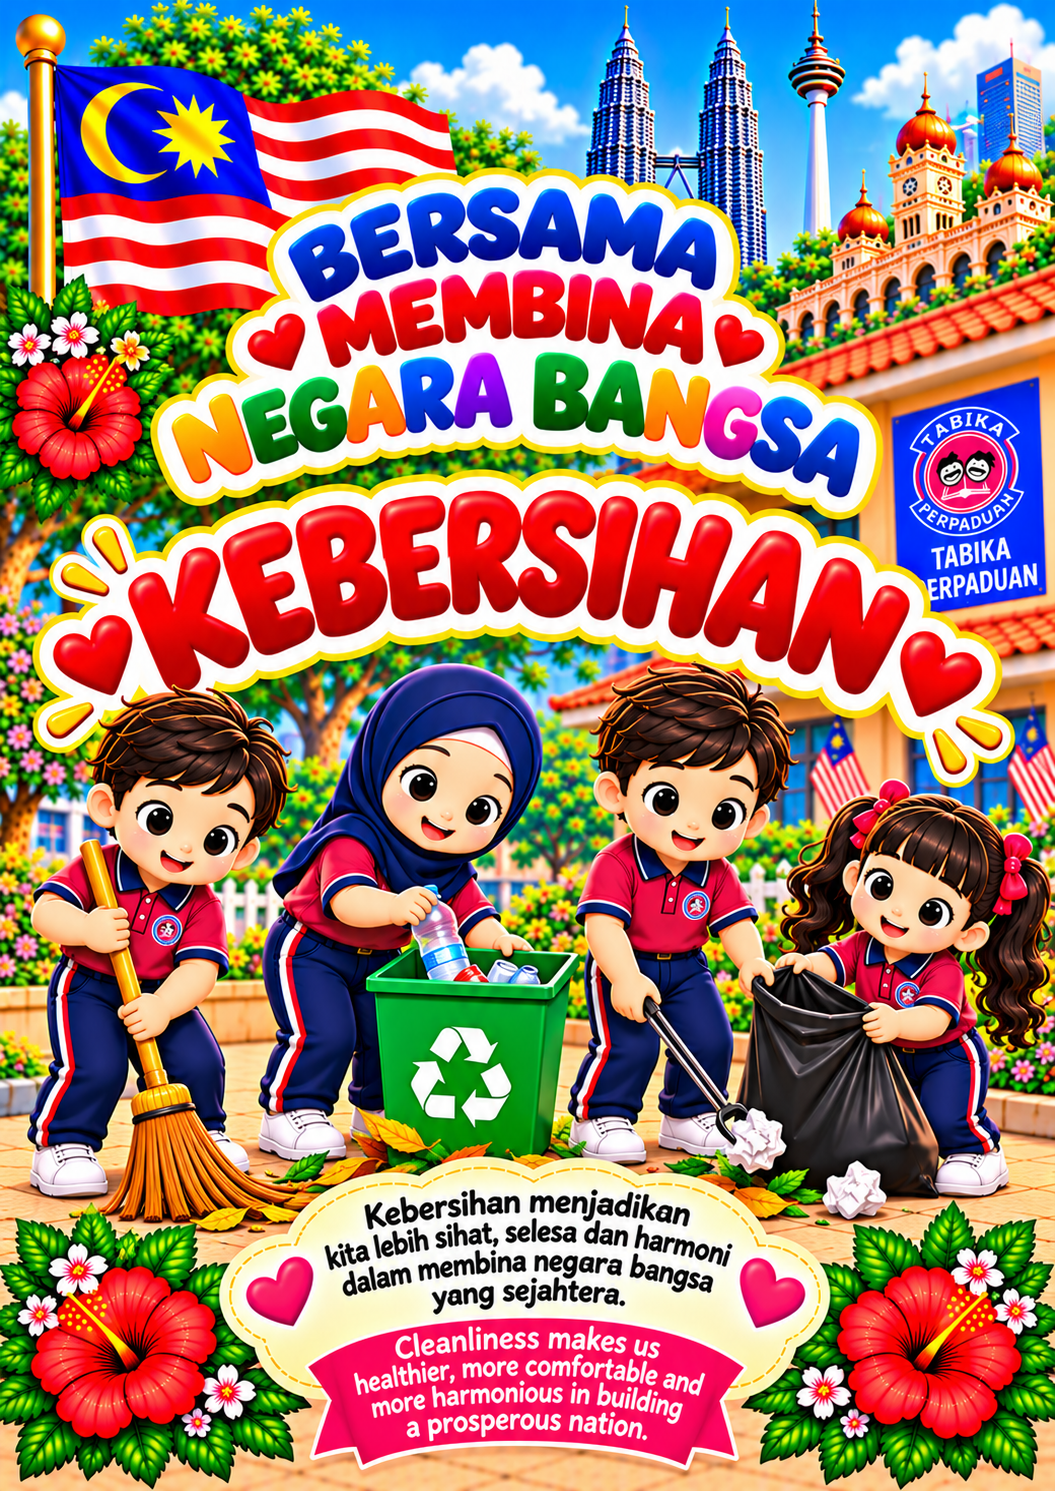 BERSAMA
MEMBINA
NEGARA BANGSA
KEBERSIHAN
TABIKA
PERPADUAN
TABIKA
ERPADUAN
Kebersihan menjadikan
kita lebih sihat, selesa dan harmoni
dalam membina negara bangsa
yang sejahtera.
Cleanliness makes us
healthier, more comfortable and
more harmonious in building
a prosperous nation.